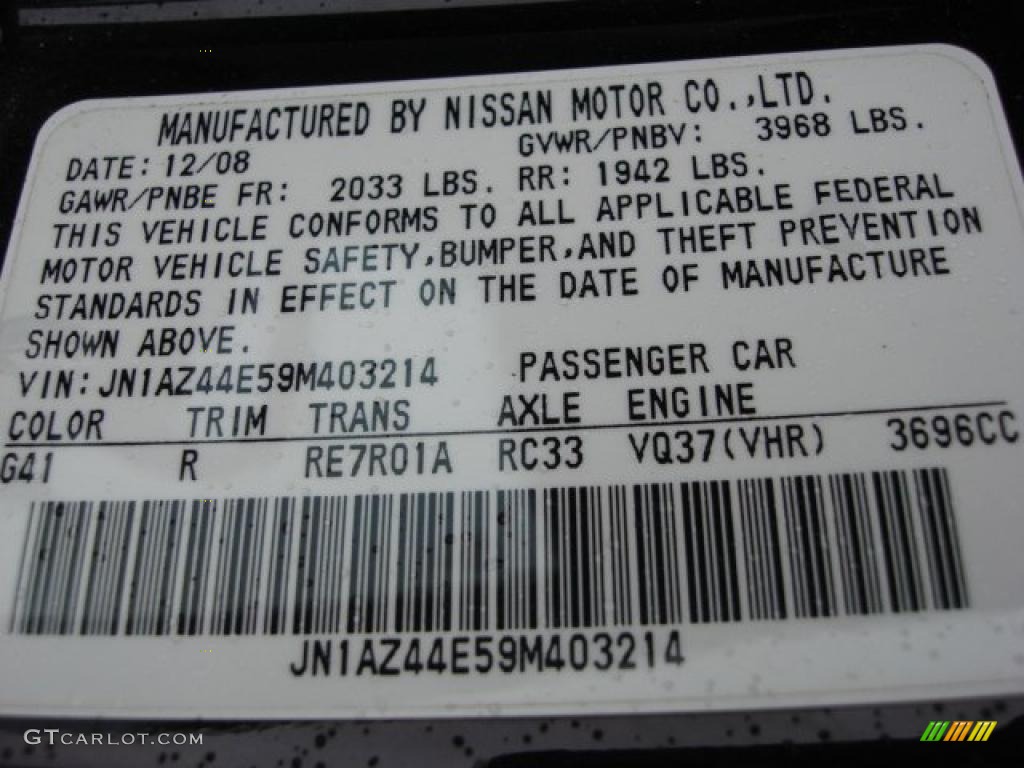 MANUFACTURED BY NISSAN MOTOR CO.,LTD.
DATE: 12/08 GVWR/PNBV: 3968 LBS.
GAWR/PNBE FR: 2033 LBS. RR: 1942 LBS.
THIS VEHICLE CONFORMS TO ALL APPLICABLE FEDERAL
MOTOR VEHICLE SAFETY,BUMPER,AND THEFT PREVENTION
STANDARDS IN EFFECT ON THE DATE OF MANUFACTURE
SHOWN ABOVE.
VIN:JN1AZ44E59M403214 PASSENGER CAR
COLOR TRIM TRANS AXLE ENGINE
G41 R RE7R01A RC33 VQ37(VHR) 3696CC
JN1AZ44E59M403214
GTCARLOT.COM